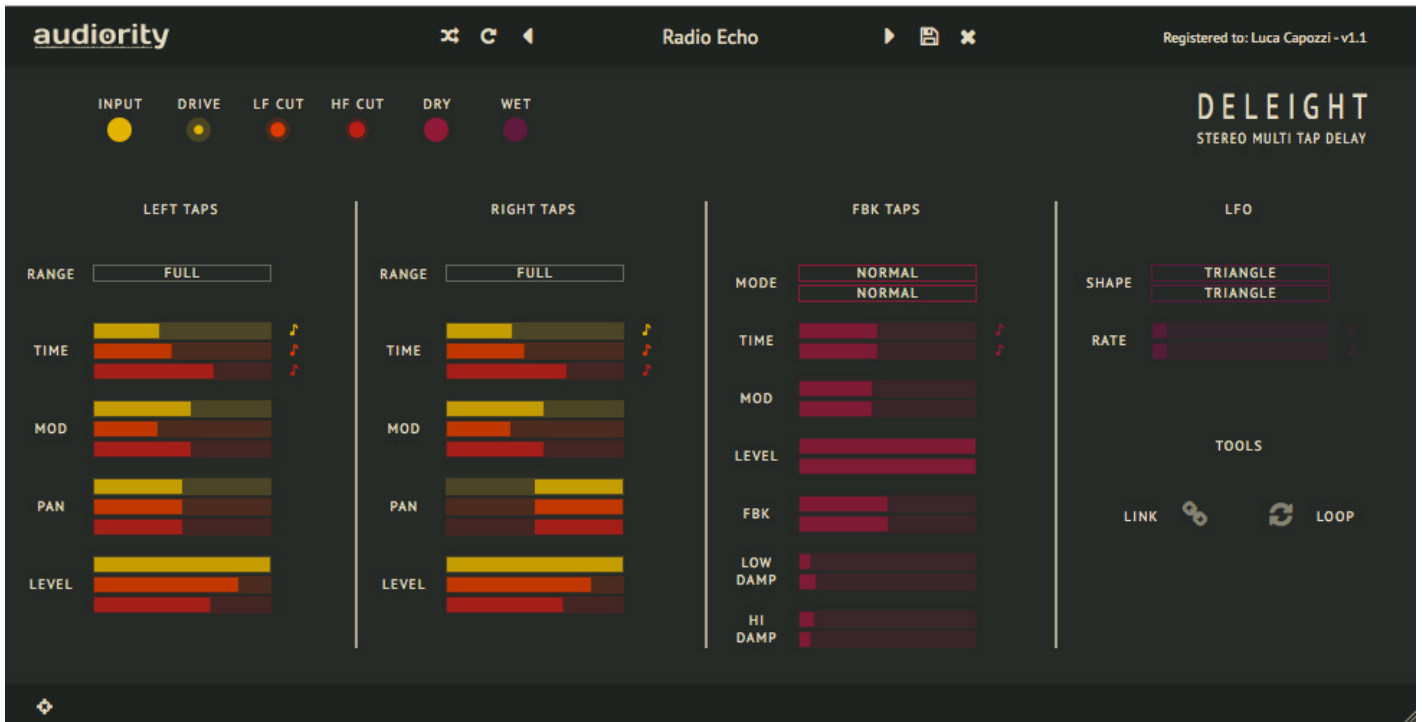 audiority
Radio Echo
Registered to: Luca Capozzi - v1.1
INPUT DRIVE LF CUT HF CUT DRY WET
DELEIGHT
STEREO MULTI TAP DELAY
LEFT TAPS
RANGE FULL
TIME
MOD
PAN
LEVEL
RIGHT TAPS
RANGE FULL
TIME
MOD
PAN
LEVEL
FBK TAPS
MODE
NORMAL
NORMAL
TIME
MOD
LEVEL
FBK
LOW
DAMP
HI
DAMP
LFO
SHAPE
TRIANGLE
TRIANGLE
RATE
TOOLS
LINK LOOP